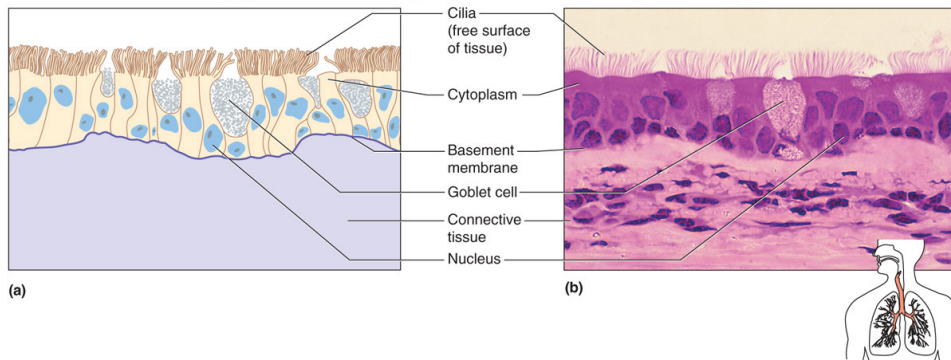 Cilia
(free surface
of tissue)
Cytoplasm
Basement
membrane
Goblet cell
Connective
tissue
Nucleus
(a)
(b)